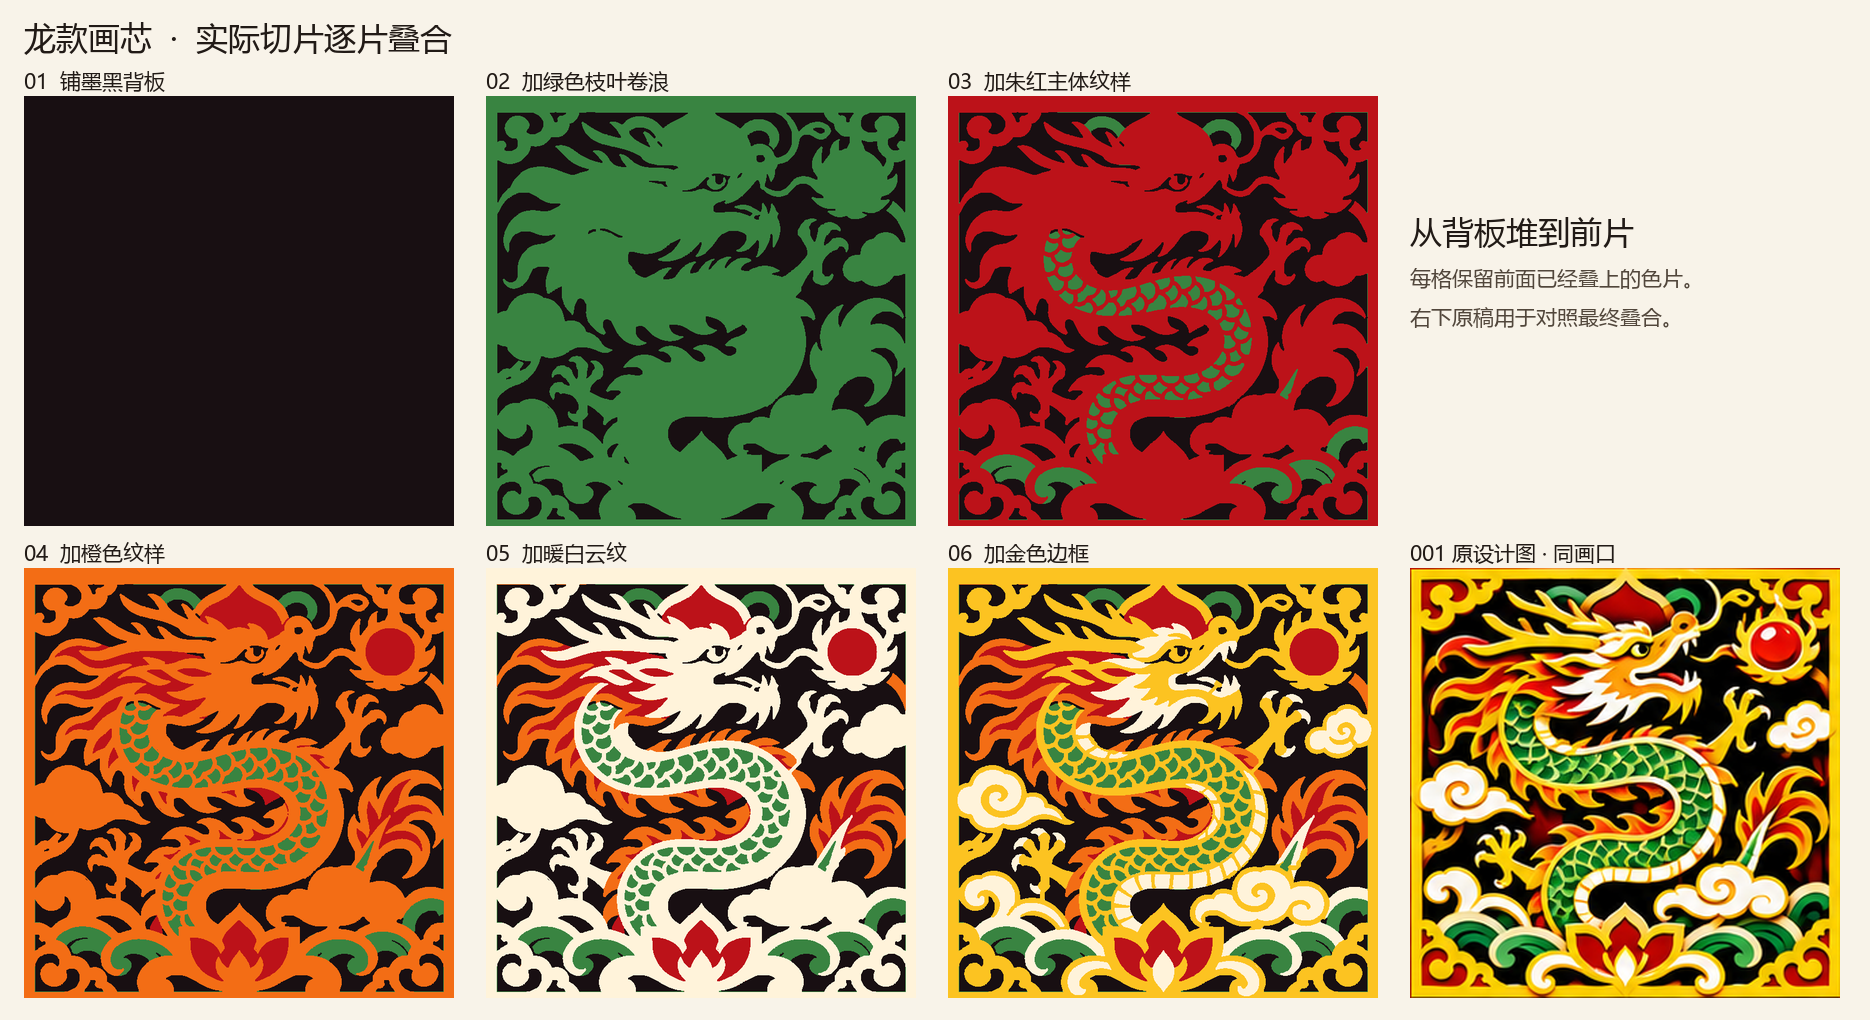 龙款画芯 · 实际切片逐片叠合
01 铺墨黑背板
02 加绿色枝叶卷浪
03 加朱红主体纹样
从背板堆到前片
每格保留前面已经叠上的色片。
右下原稿用于对照最终叠合。
04 加橙色纹样
05 加暖白云纹
06 加金色边框
001 原设计图 · 同画口